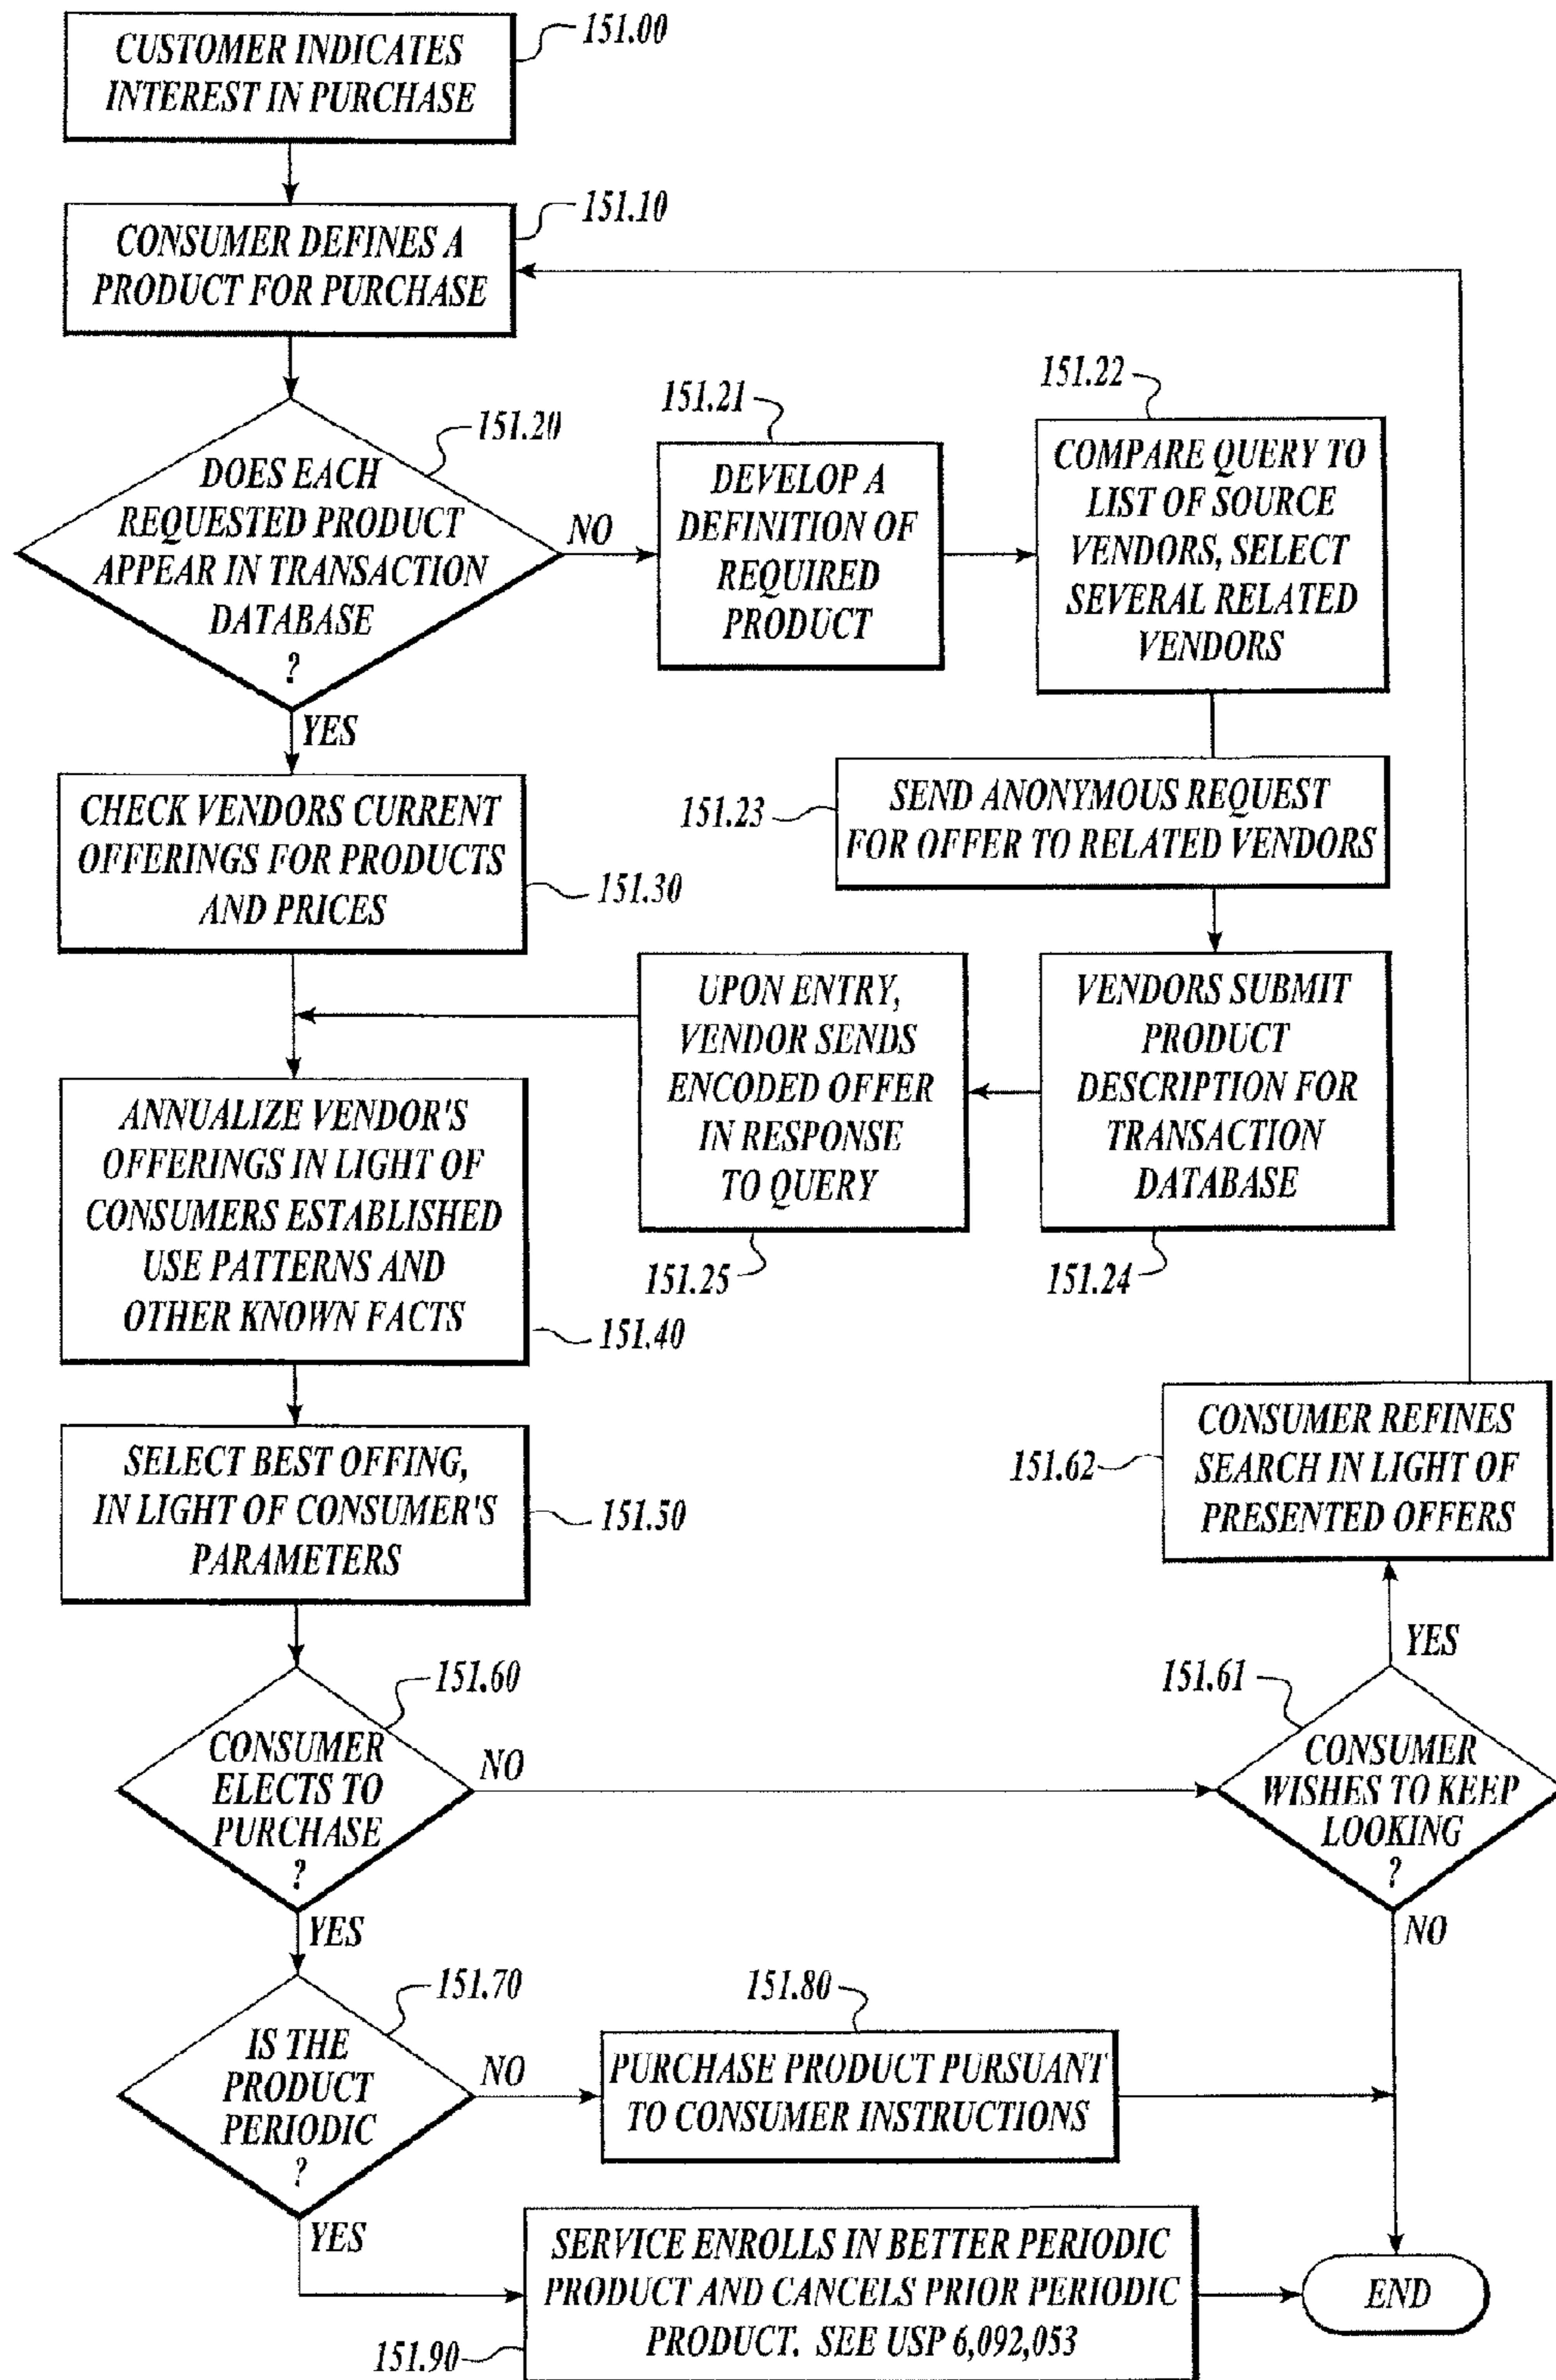 CUSTOMER INDICATES
INTEREST IN PURCHASE
151.00
CONSUMER DEFINES A
PRODUCT FOR PURCHASE
151.10
DOES EACH
REQUESTED PRODUCT
APPEAR IN TRANSACTION
DATABASE
?
151.20
NO
YES
DEVELOP A
DEFINITION OF
REQUIRED
PRODUCT
151.21
COMPARE QUERY TO
LIST OF SOURCE
VENDORS, SELECT
SEVERAL RELATED
VENDORS
151.22
SEND ANONYMOUS REQUEST
FOR OFFER TO RELATED VENDORS
151.23
VENDORS SUBMIT
PRODUCT
DESCRIPTION FOR
TRANSACTION
DATABASE
151.24
UPON ENTRY,
VENDOR SENDS
ENCODED OFFER
IN RESPONSE
TO QUERY
151.25
CHECK VENDORS CURRENT
OFFERINGS FOR PRODUCTS
AND PRICES
151.30
ANNUALIZE VENDOR'S
OFFERINGS IN LIGHT OF
CONSUMERS ESTABLISHED
USE PATTERNS AND
OTHER KNOWN FACTS
151.40
SELECT BEST OFFING,
IN LIGHT OF CONSUMER'S
PARAMETERS
151.50
CONSUMER
ELECTS TO
PURCHASE
?
151.60
NO
YES
CONSUMER
WISHES TO KEEP
LOOKING
?
151.61
YES
NO
CONSUMER REFINES
SEARCH IN LIGHT OF
PRESENTED OFFERS
151.62
IS THE
PRODUCT
PERIODIC
?
151.70
NO
YES
PURCHASE PRODUCT PURSUANT
TO CONSUMER INSTRUCTIONS
151.80
SERVICE ENROLLS IN BETTER PERIODIC
PRODUCT AND CANCELS PRIOR PERIODIC
PRODUCT. SEE USP 6,092,053
151.90
END